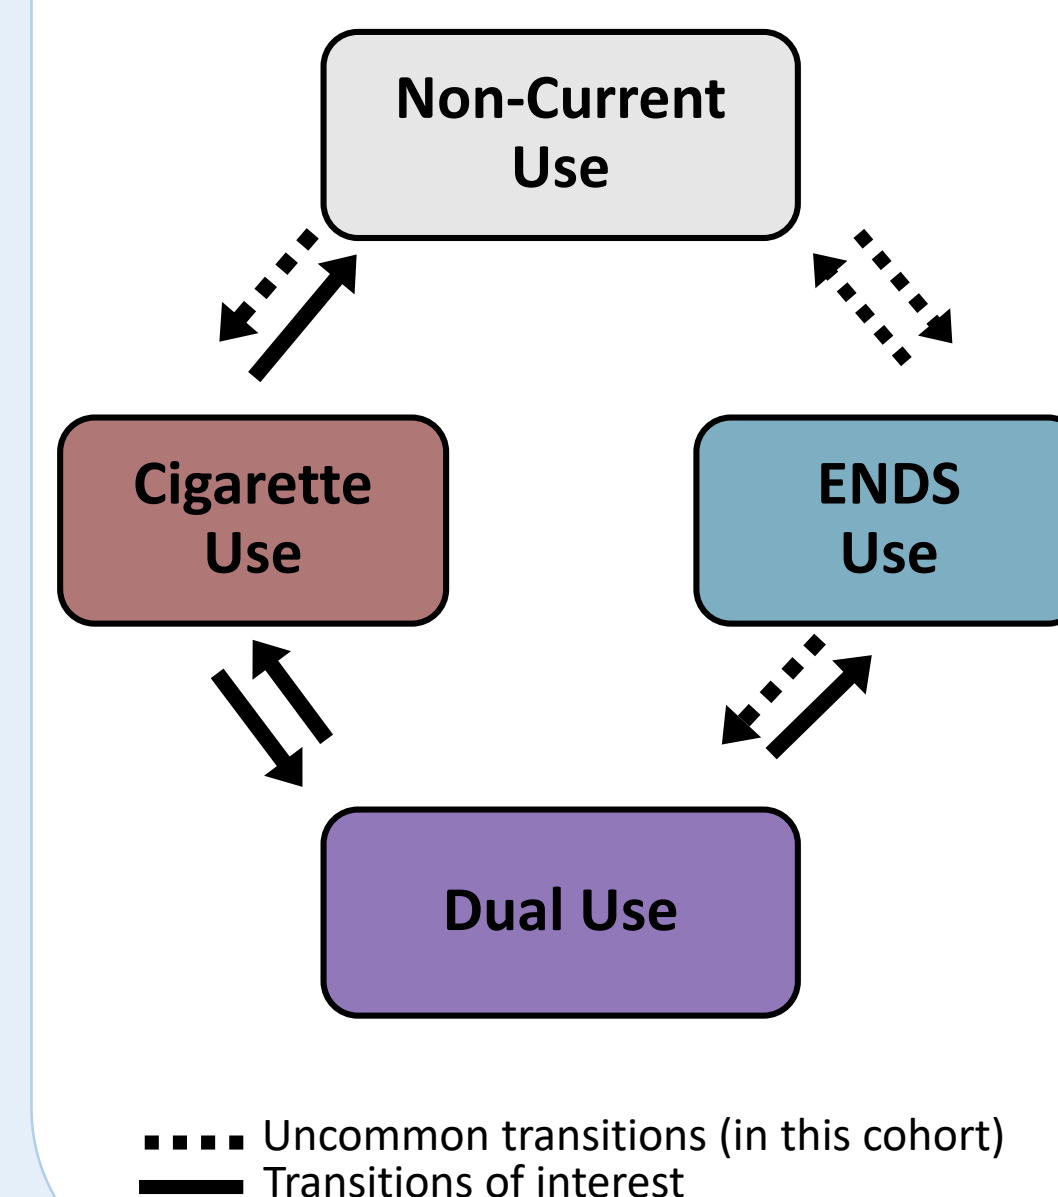 Non-Current
Use
Cigarette
Use
ENDS
Use
Dual Use
Uncommon transitions (in this cohort)
Transitions of interest